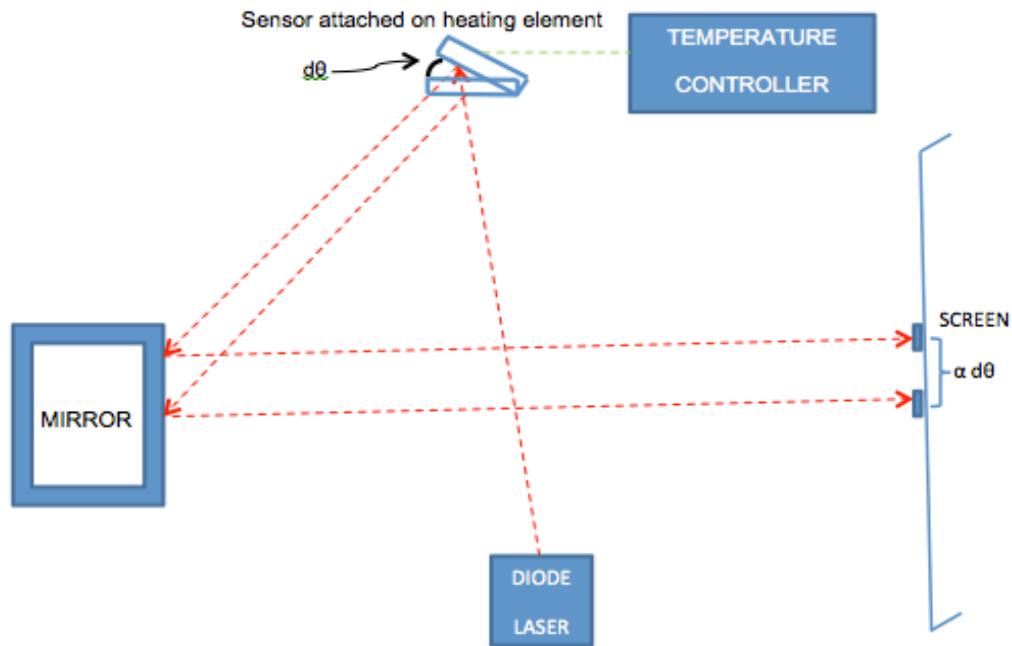 Sensor attached on heating element
TEMPERATURE
CONTROLLER
dθ
SCREEN
α dθ
MIRROR
DIODE
LASER